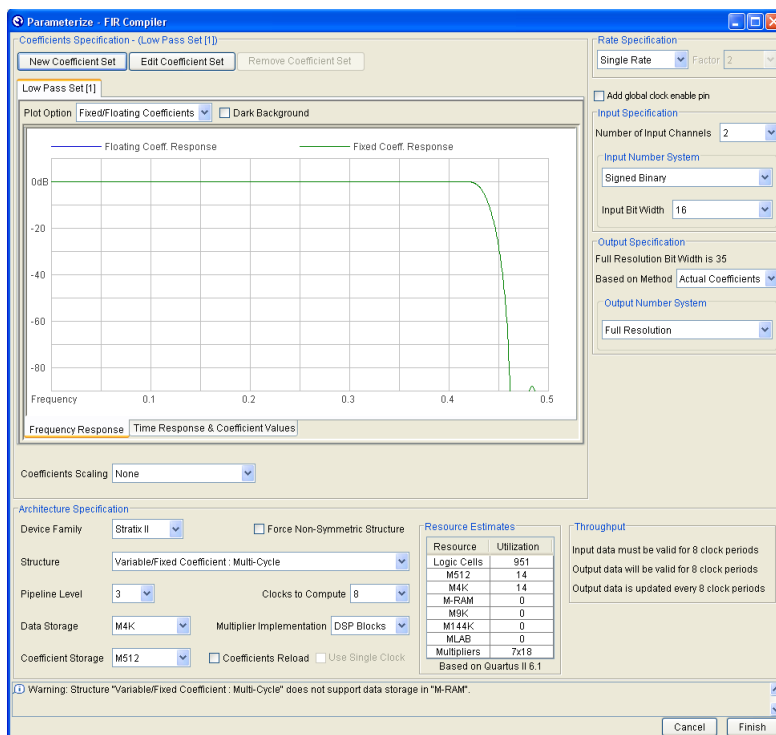 Parameterize - FIR Compiler
Coefficients Specification - (Low Pass Set [1])
New Coefficient Set Edit Coefficient Set Remove Coefficient Set
Low Pass Set [1]
Plot Option Fixed/Floating Coefficients Dark Background
Floating Coeff. Response Fixed Coeff. Response
0dB
-20
-40
-60
-80
Frequency 0.1 0.2 0.3 0.4 0.5
Frequency Response Time Response & Coefficient Values
Coefficients Scaling None
Rate Specification
Single Rate Factor 2
Add global clock enable pin
Input Specification
Number of Input Channels 2
Input Number System
Signed Binary
Input Bit Width 16
Output Specification
Full Resolution Bit Width is 35
Based on Method Actual Coefficients
Output Number System
Full Resolution
Architecture Specification
Device Family Stratix II Force Non-Symmetric Structure
Structure Variable/Fixed Coefficient : Multi-Cycle
Pipeline Level 3 Clocks to Compute 8
Data Storage M4K Multiplier Implementation DSP Blocks
Coefficient Storage M512 Coefficients Reload Use Single Clock
Resource Estimates
Resource Utilization
Logic Cells 951
M512 14
M4K 14
M-RAM 0
M9K 0
M144K 0
MLAB 0
Multipliers 7x18
Based on Quartus II 6.1
Throughput
Input data must be valid for 8 clock periods
Output data will be valid for 8 clock periods
Output data is updated every 8 clock periods
Warning: Structure "Variable/Fixed Coefficient : Multi-Cycle" does not support data storage in "M-RAM".
Cancel Finish